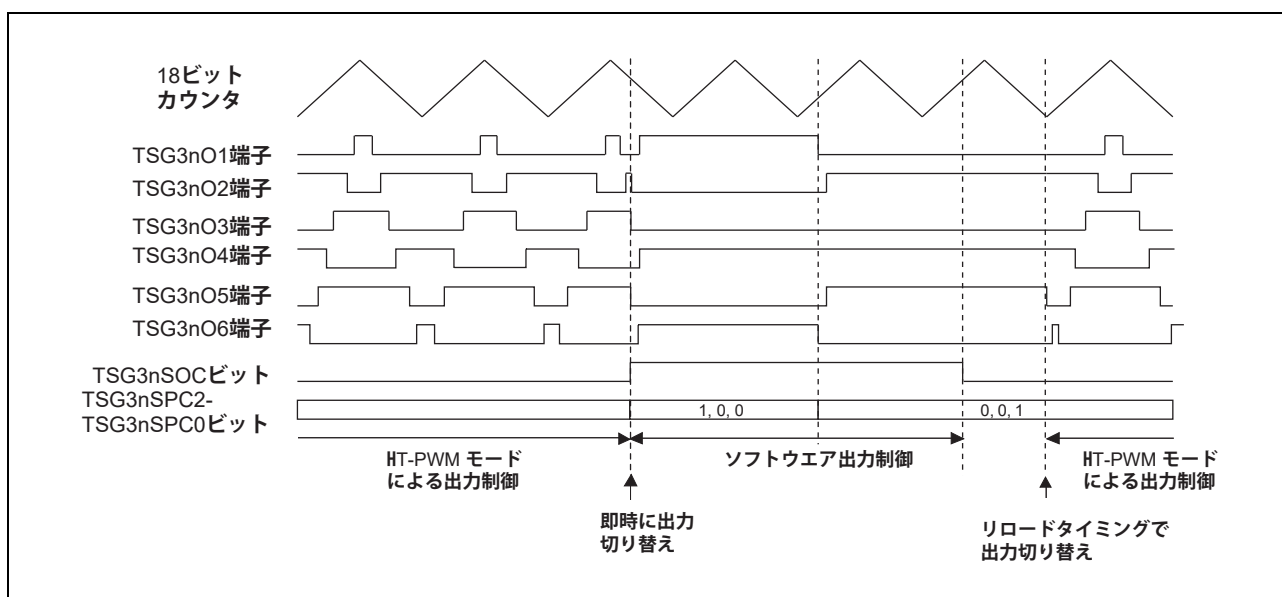 18ビット
カウンタ
TSG3nO1端子
TSG3nO2端子
TSG3nO3端子
TSG3nO4端子
TSG3nO5端子
TSG3nO6端子
TSG3nSOCビット
TSG3nSPC2-
TSG3nSPC0ビット
1, 0, 0
0, 0, 1
HT-PWM モード
による出力制御
ソフトウエア出力制御
HT-PWM モード
による出力制御
即時に出力
切り替え
リロードタイミングで
出力切り替え